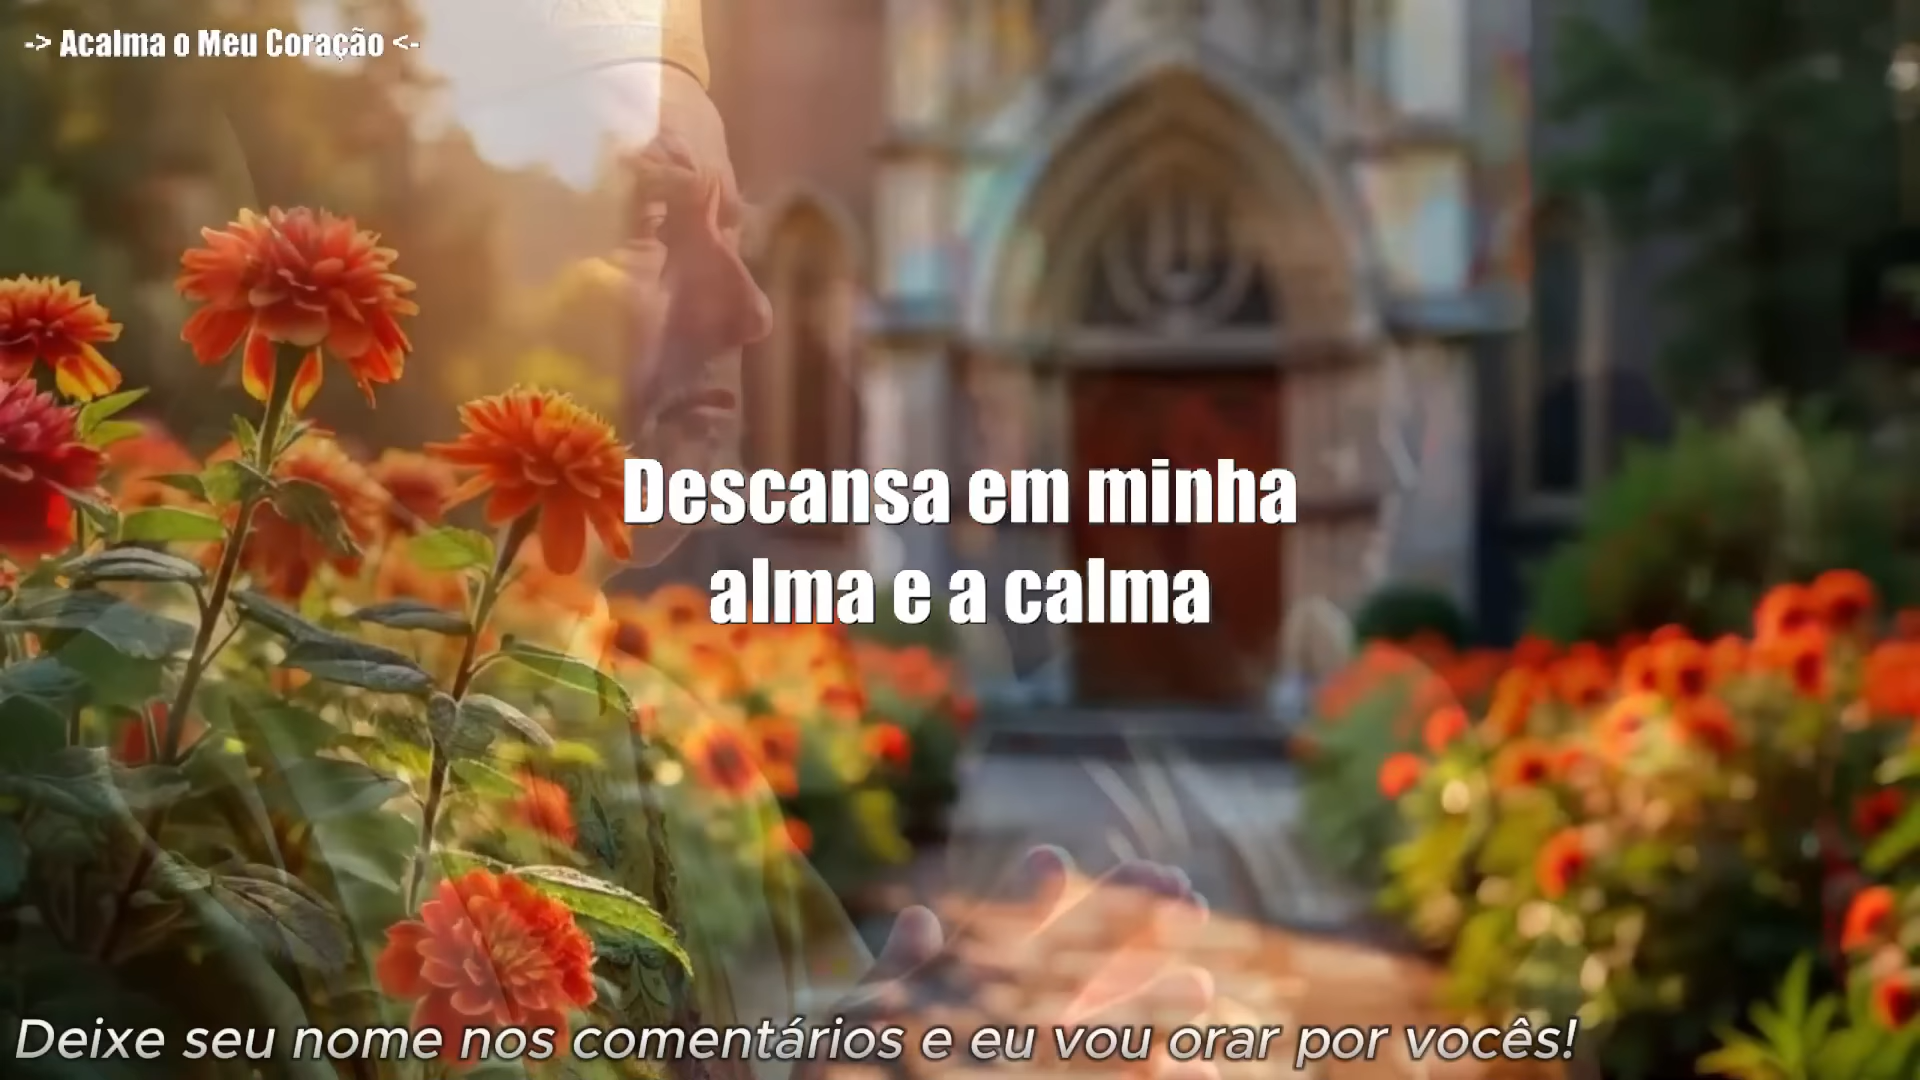 -> Acalma o Meu Coração <-
Descansa em minha
alma e a calma
Deixe seu nome nos comentários e eu vou orar por vocês!